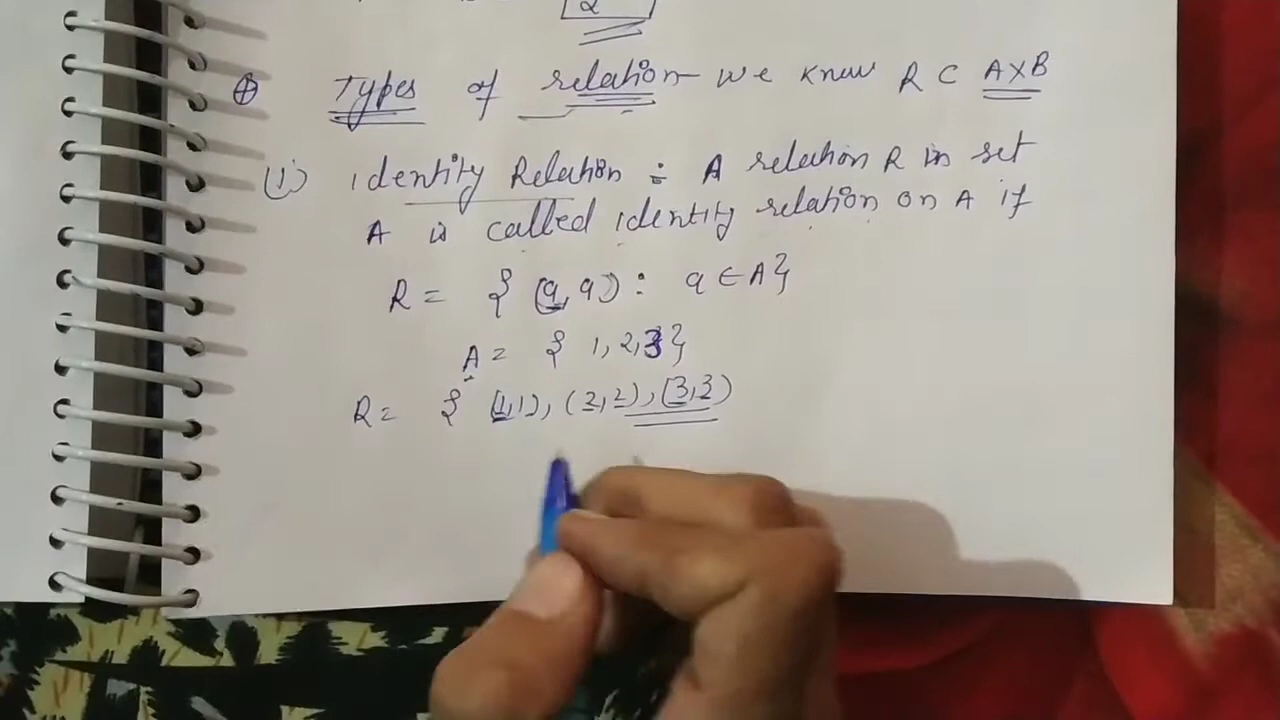 2
⊕ Types of relation we know R ⊂ A×B
(1) Identity Relation : A relation R in set
A is called identity relation on A if
R = { (a, a) : a ∈ A}
A = { 1, 2, 3}
R = { (1,1), (2,2), (3,3)